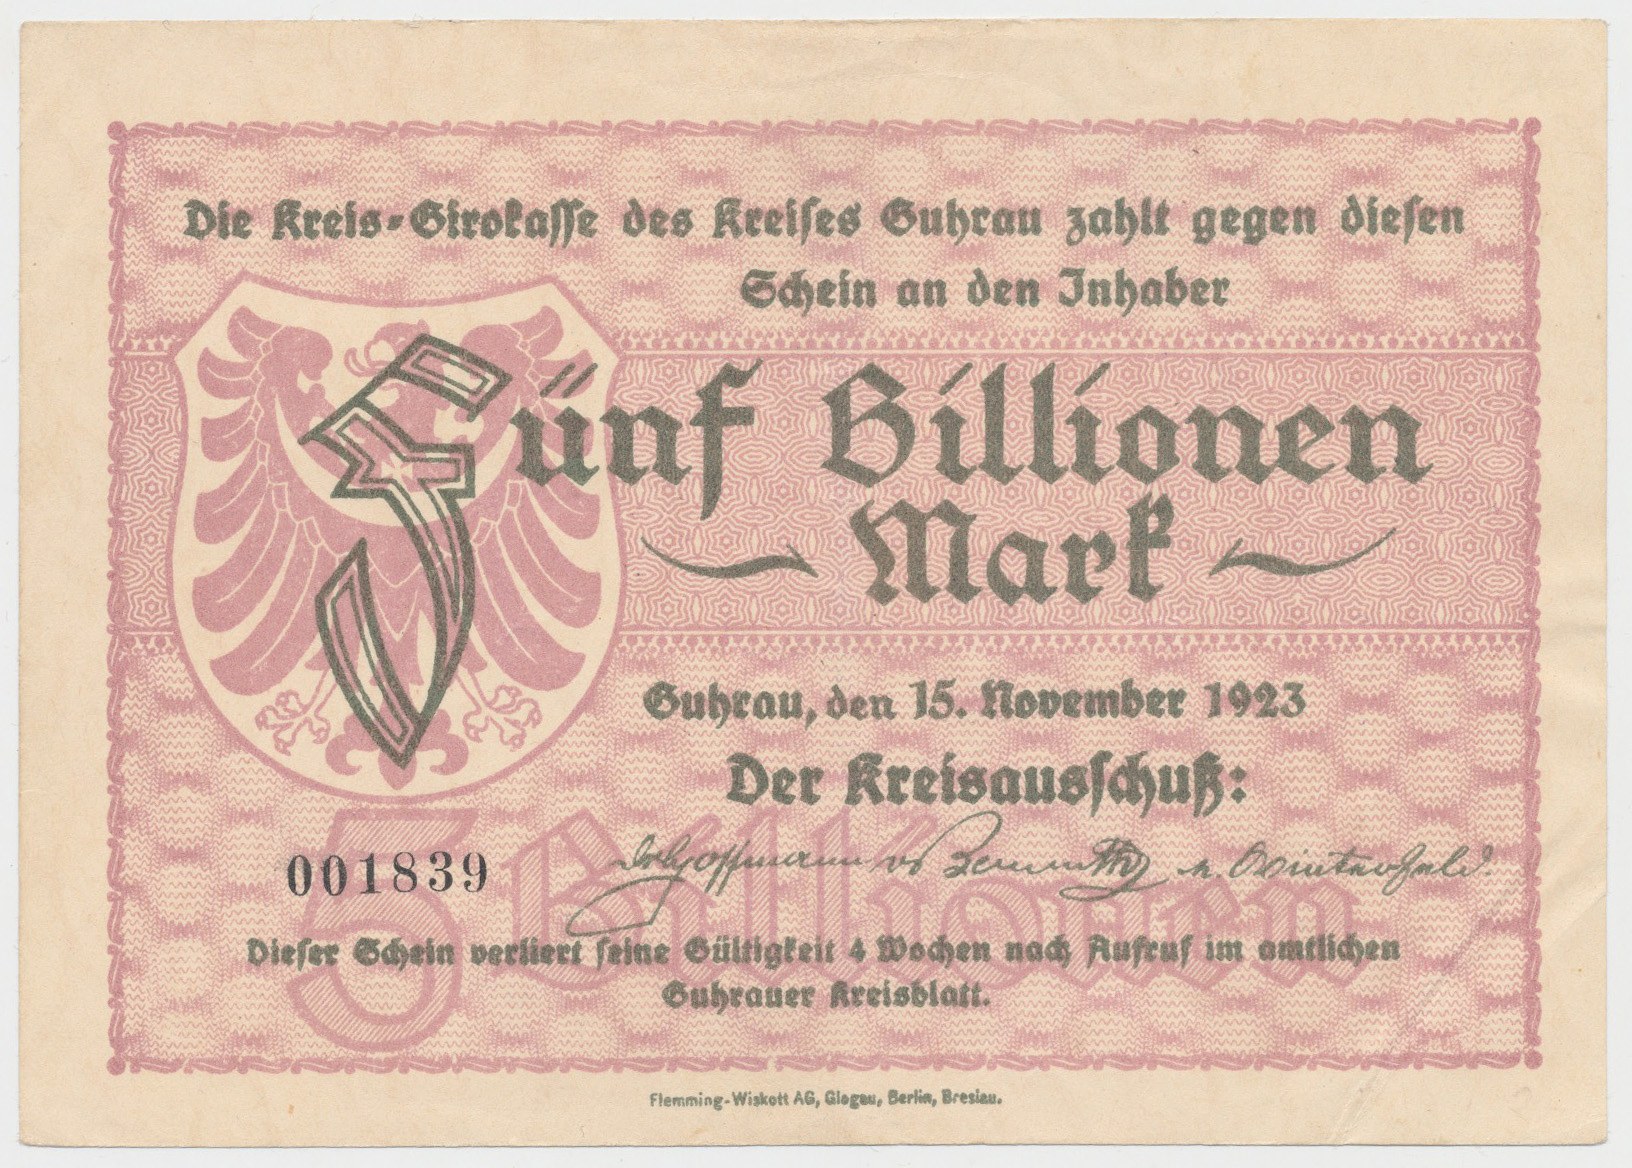 Die Kreis-Girokasse des Kreises Guhrau zahlt gegen diesen
Schein an den Inhaber
Fünf Billionen
Mark
Guhrau, den 15. November 1923
Der Kreisausschuß:
001839
5 Billionen
Dieser Schein verliert seine Gültigkeit 4 Wochen nach Aufruf im amtlichen
Guhrauer Kreisblatt.
Flemming-Wiskott AG, Glogau, Berlin, Breslau.